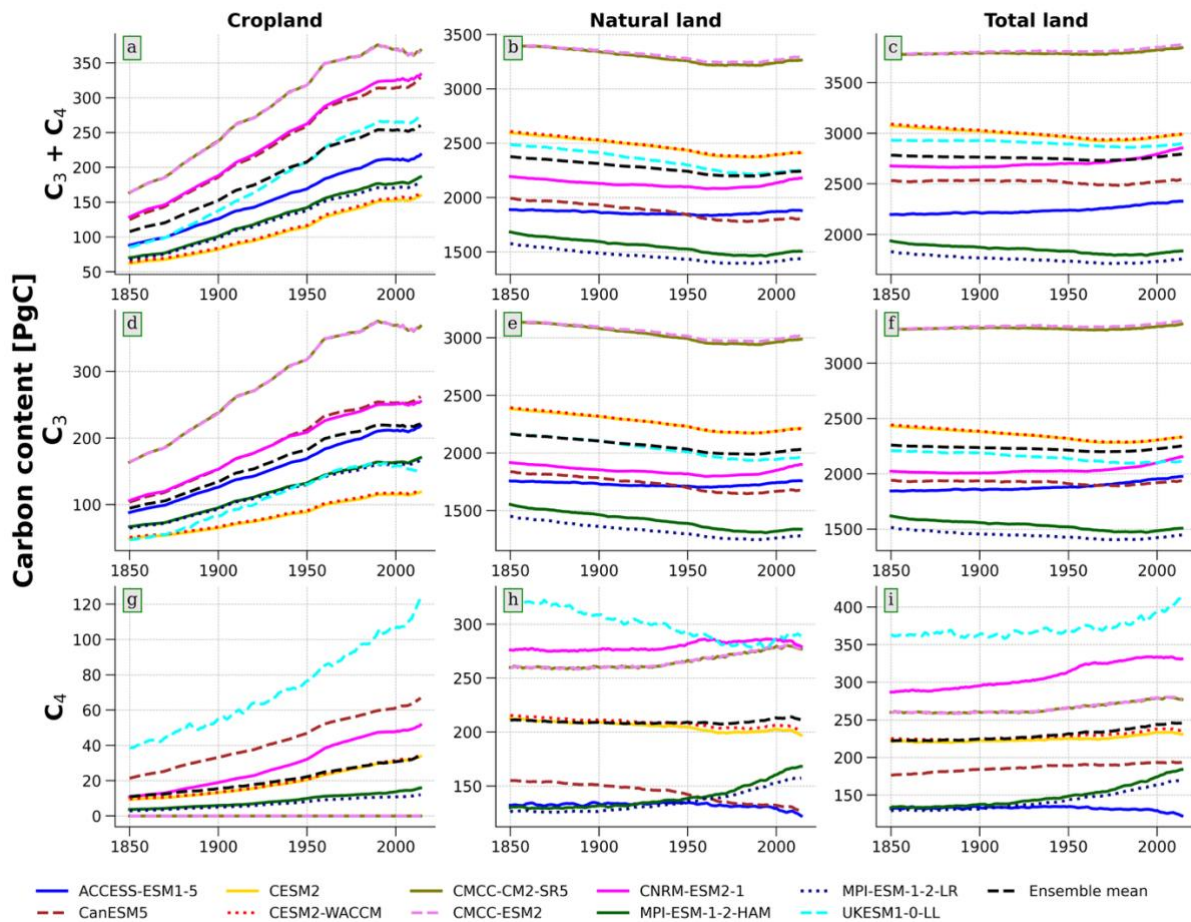 Cropland Natural land Total land
Carbon content [PgC]
C₃ + C₄
a
350
300
250
200
150
100
50
1850 1900 1950 2000
b
3500
3000
2500
2000
1500
1850 1900 1950 2000
c
3500
3000
2500
2000
1850 1900 1950 2000
C₃
d
300
200
100
1850 1900 1950 2000
e
3000
2500
2000
1500
1850 1900 1950 2000
f
3000
2500
2000
1500
1850 1900 1950 2000
C₄
g
120
100
80
60
40
20
0
1850 1900 1950 2000
h
300
250
200
150
1850 1900 1950 2000
i
400
350
300
250
200
150
1850 1900 1950 2000
ACCESS-ESM1-5 CESM2 CMCC-CM2-SR5 CNRM-ESM2-1 MPI-ESM-1-2-LR Ensemble mean
CanESM5 CESM2-WACCM CMCC-ESM2 MPI-ESM-1-2-HAM UKESM1-0-LL